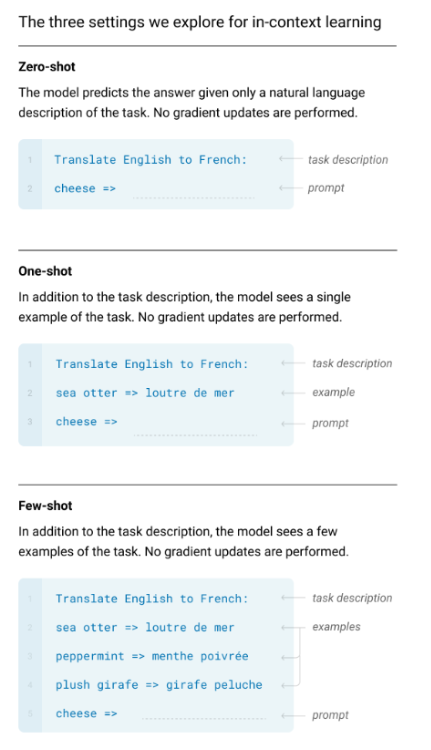 The three settings we explore for in-context learning
Zero-shot
The model predicts the answer given only a natural language
description of the task. No gradient updates are performed.
1 Translate English to French: task description
2 cheese => prompt
One-shot
In addition to the task description, the model sees a single
example of the task. No gradient updates are performed.
1 Translate English to French: task description
2 sea otter => loutre de mer example
3 cheese => prompt
Few-shot
In addition to the task description, the model sees a few
examples of the task. No gradient updates are performed.
1 Translate English to French: task description
2 sea otter => loutre de mer examples
3 peppermint => menthe poivrée
4 plush girafe => girafe peluche
5 cheese => prompt